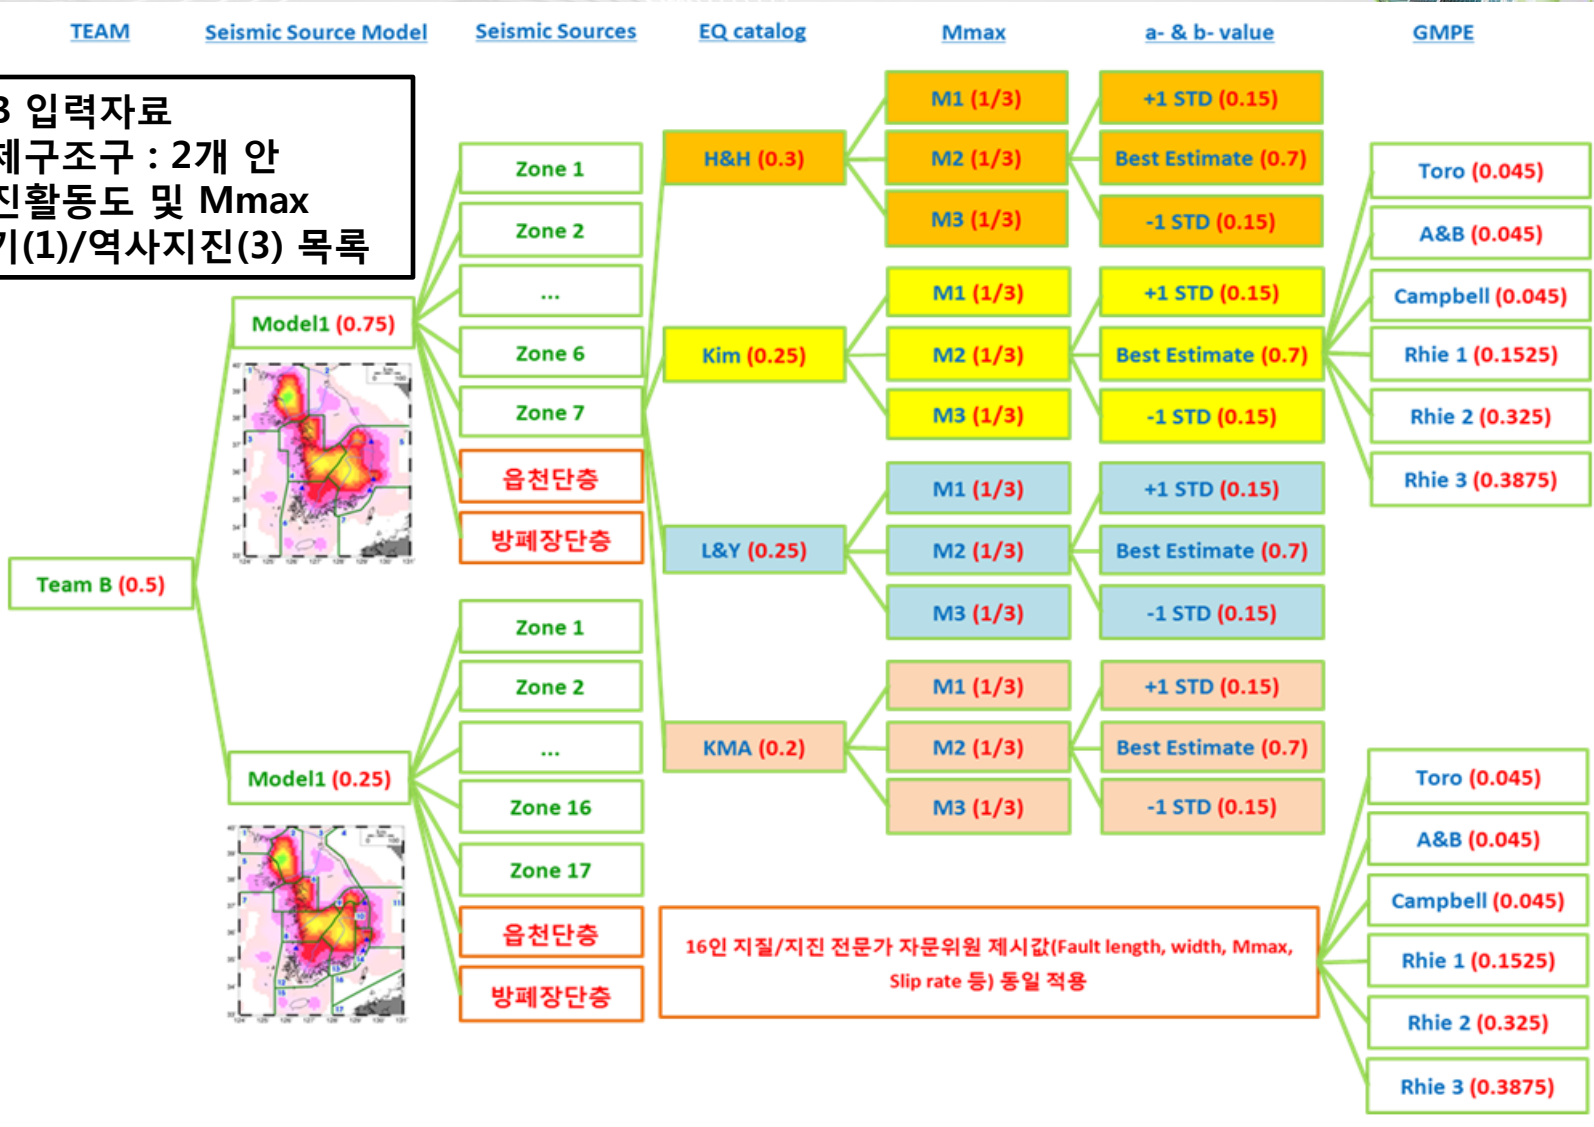 TEAM
Seismic Source Model
Seismic Sources
EQ catalog
Mmax
a- & b- value
GMPE
입력자료
제구조구 : 2개 안
진활동도 및 Mmax
기(1)/역사지진(3) 목록
Team B (0.5)
Model1 (0.75)
Model1 (0.25)
Zone 1
Zone 2
...
Zone 6
Zone 7
읍천단층
방폐장단층
Zone 1
Zone 2
...
Zone 16
Zone 17
읍천단층
방폐장단층
H&H (0.3)
Kim (0.25)
L&Y (0.25)
KMA (0.2)
M1 (1/3)
M2 (1/3)
M3 (1/3)
M1 (1/3)
M2 (1/3)
M3 (1/3)
M1 (1/3)
M2 (1/3)
M3 (1/3)
M1 (1/3)
M2 (1/3)
M3 (1/3)
+1 STD (0.15)
Best Estimate (0.7)
-1 STD (0.15)
+1 STD (0.15)
Best Estimate (0.7)
-1 STD (0.15)
+1 STD (0.15)
Best Estimate (0.7)
-1 STD (0.15)
+1 STD (0.15)
Best Estimate (0.7)
-1 STD (0.15)
Toro (0.045)
A&B (0.045)
Campbell (0.045)
Rhie 1 (0.1525)
Rhie 2 (0.325)
Rhie 3 (0.3875)
16인 지질/지진 전문가 자문위원 제시값(Fault length, width, Mmax,
Slip rate 등) 동일 적용
Toro (0.045)
A&B (0.045)
Campbell (0.045)
Rhie 1 (0.1525)
Rhie 2 (0.325)
Rhie 3 (0.3875)